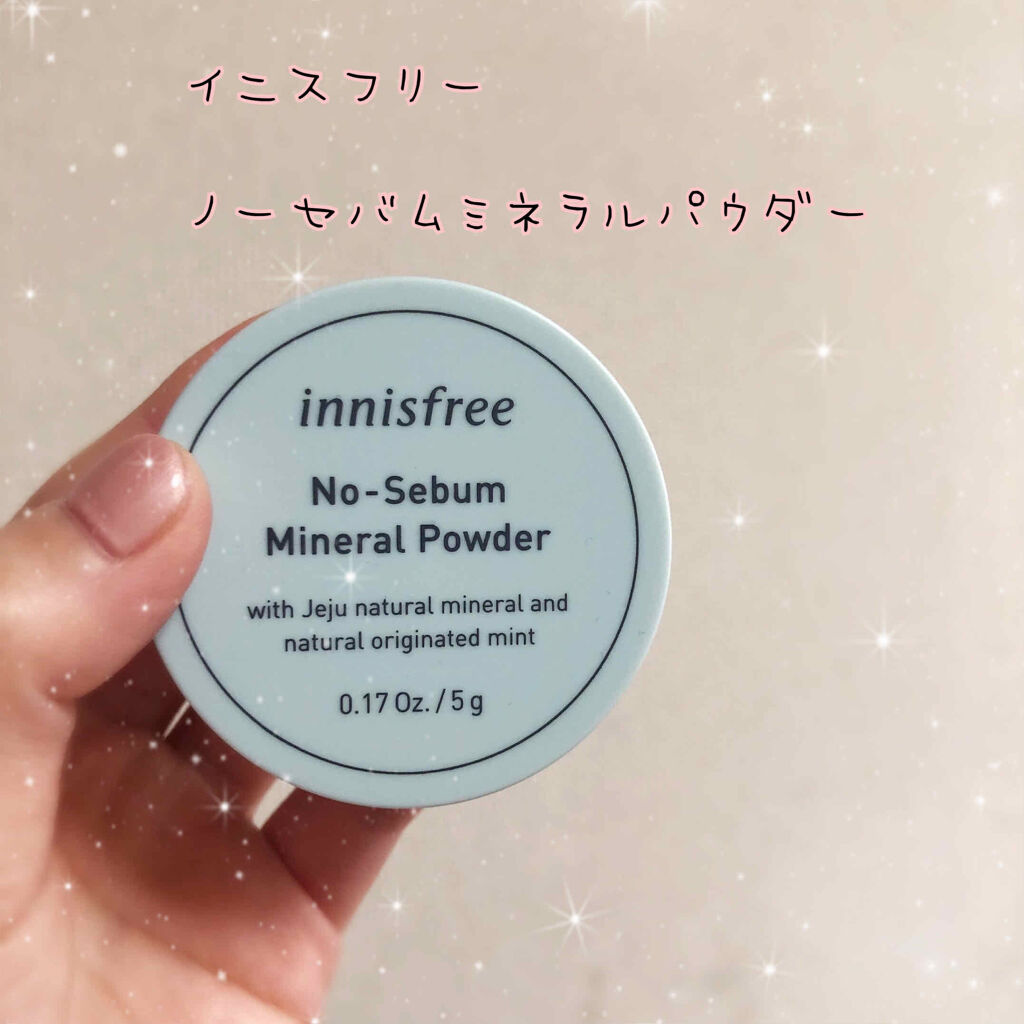 イニスフリー
ノーセバムミネラルパウダー
innisfree
No-Sebum
Mineral Powder
with Jeju natural mineral and
natural originated mint
0.17 Oz. / 5 g